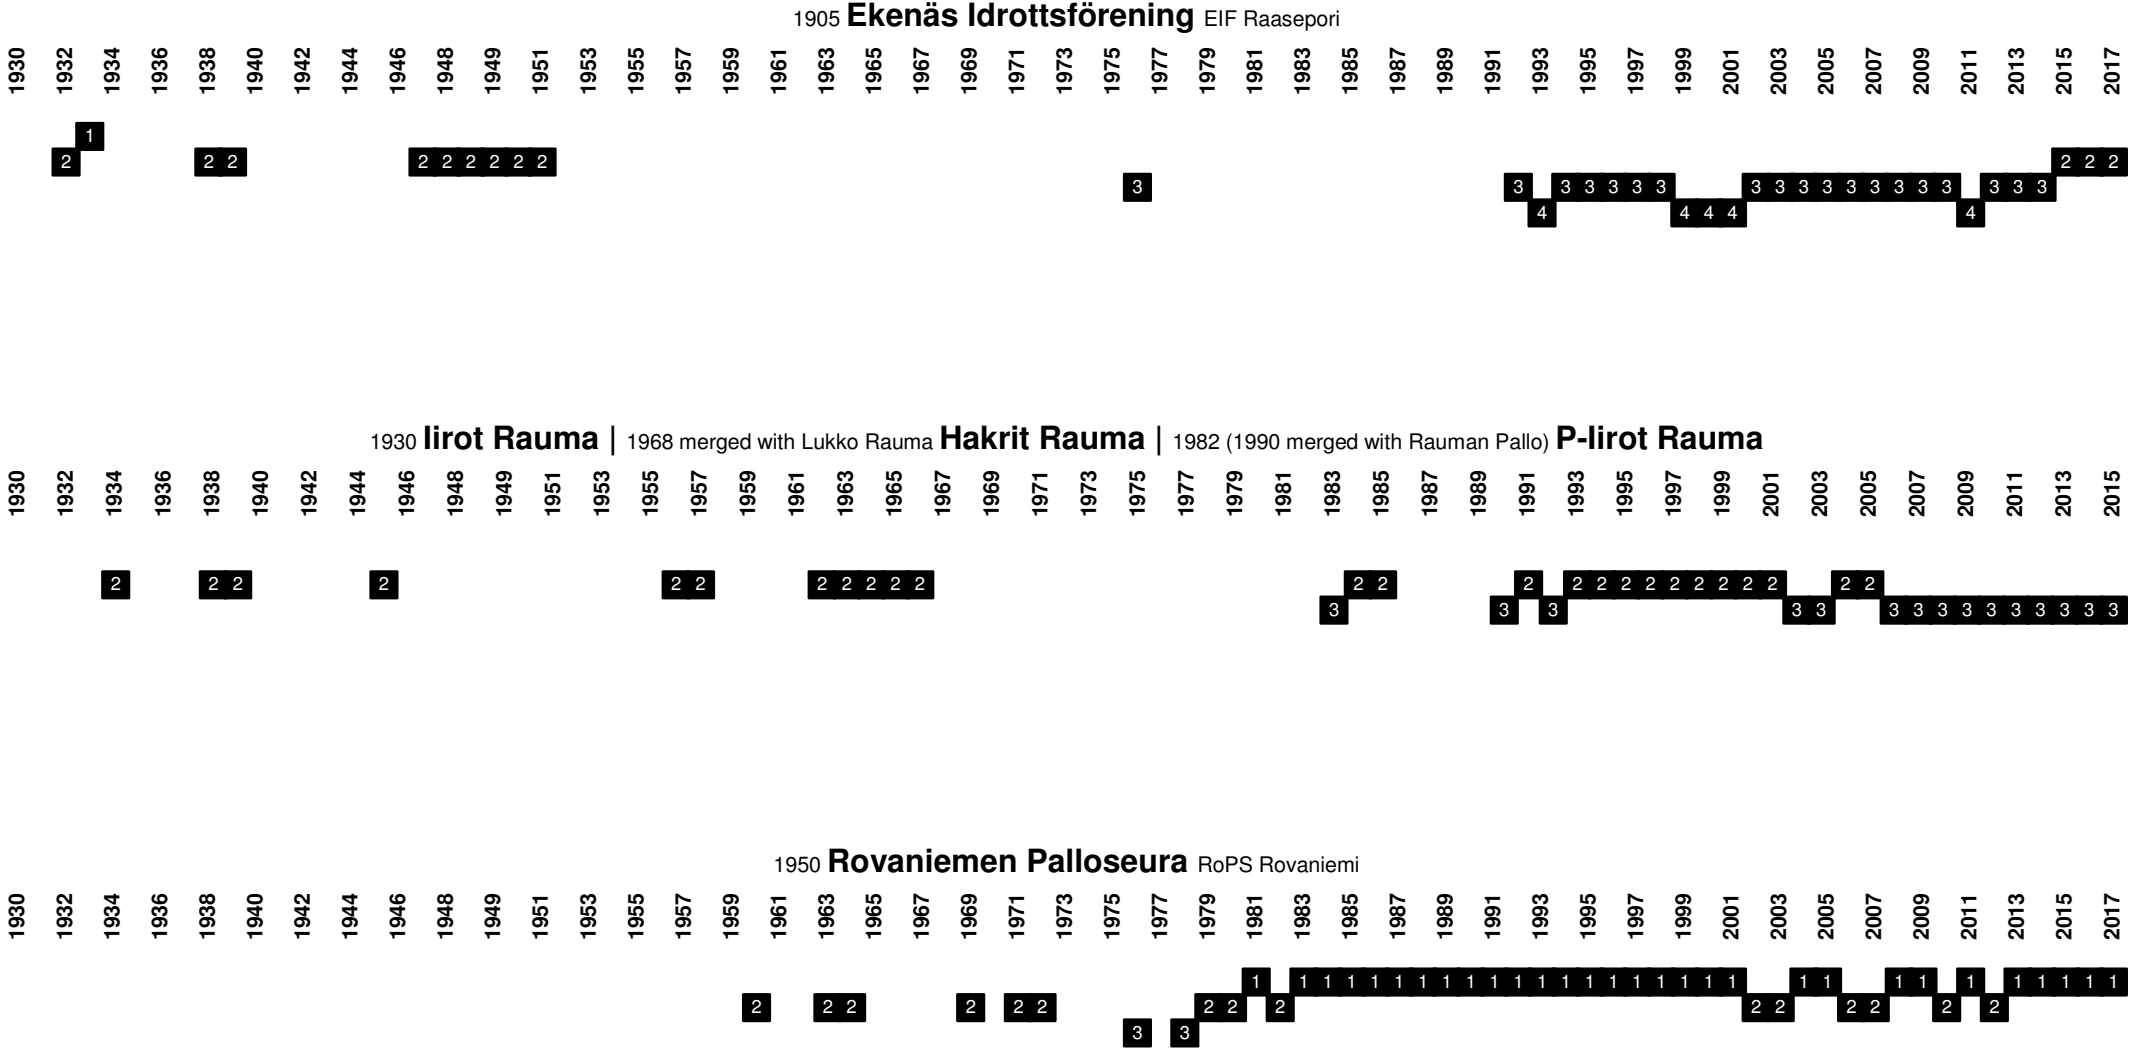 1905 Ekenäs Idrottsförening EIF Raasepori
1930 1932 1934 1936 1938 1940 1942 1944 1946 1948 1949 1951 1953 1955 1957 1959 1961 1963 1965 1967 1969 1971 1973 1975 1977 1979 1981 1983 1985 1987 1989 1991 1993 1995 1997 1999 2001 2003 2005 2007 2009 2011 2013 2015 2017
1
2 2 2 2 2 2 2 2 2 2 2 2
3 3 3 3 3 3 3 3 3 3 3 3 3 3 3 3 3 3 3
4 4 4 4 4
1930 Iirot Rauma | 1968 merged with Lukko Rauma Hakrit Rauma | 1982 (1990 merged with Rauman Pallo) P-Iirot Rauma
1930 1932 1934 1936 1938 1940 1942 1944 1946 1948 1949 1951 1953 1955 1957 1959 1961 1963 1965 1967 1969 1971 1973 1975 1977 1979 1981 1983 1985 1987 1989 1991 1993 1995 1997 1999 2001 2003 2005 2007 2009 2011 2013 2015
2 2 2 2 2 2 2 2 2 2 2 2 2 2 2 2 2 2 2 2 2 2 2 2 2
3 3 3 3 3 3 3 3 3 3 3 3 3 3 3
1950 Rovaniemen Palloseura RoPS Rovaniemi
1930 1932 1934 1936 1938 1940 1942 1944 1946 1948 1949 1951 1953 1955 1957 1959 1961 1963 1965 1967 1969 1971 1973 1975 1977 1979 1981 1983 1985 1987 1989 1991 1993 1995 1997 1999 2001 2003 2005 2007 2009 2011 2013 2015 2017
1 1 1 1 1 1 1 1 1 1 1 1 1 1 1 1 1 1 1 1 1 1 1 1 1 1 1 1 1 1
2 2 2 2 2 2 2 2 2 2 2 2 2 2 2
3 3